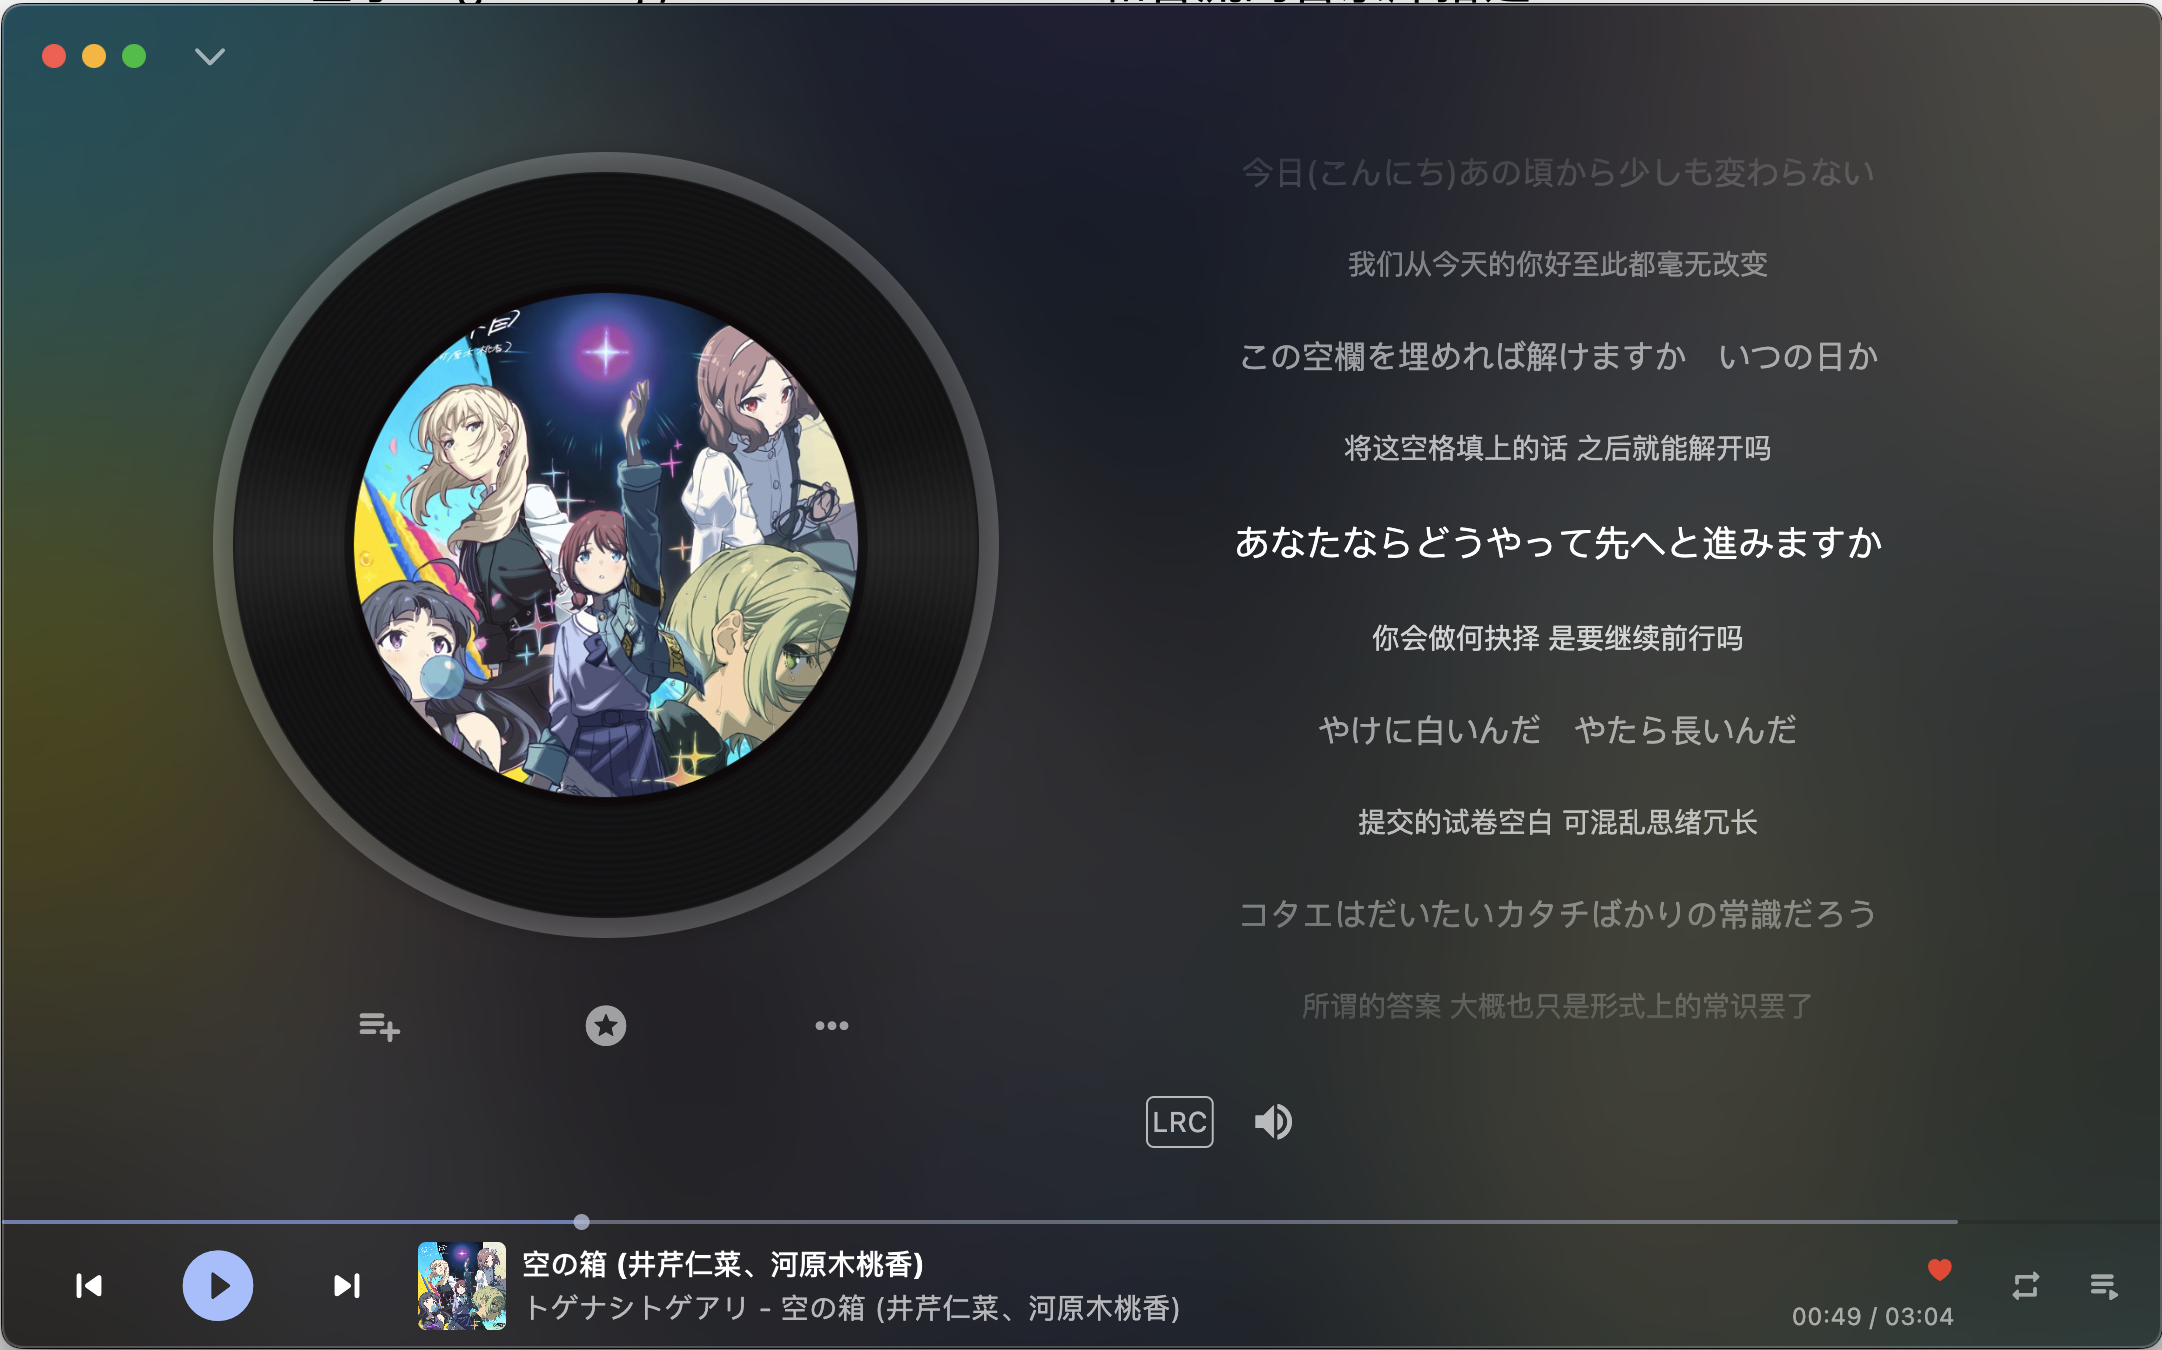 今日(こんにち)あの頃から少しも変わらない
我们从今天的你好至此都毫无改变
この空欄を埋めれば解けますか　いつの日か
将这空格填上的话 之后就能解开吗
あなたならどうやって先へと進みますか
你会做何抉择 是要继续前行吗
やけに白いんだ　やたら長いんだ
提交的试卷空白 可混乱思绪冗长
コタエはだいたいカタチばかりの常識だろう
所谓的答案 大概也只是形式上的常识罢了
LRC
空の箱 (井芹仁菜、河原木桃香)
トゲナシトゲアリ - 空の箱 (井芹仁菜、河原木桃香)
00:49 / 03:04